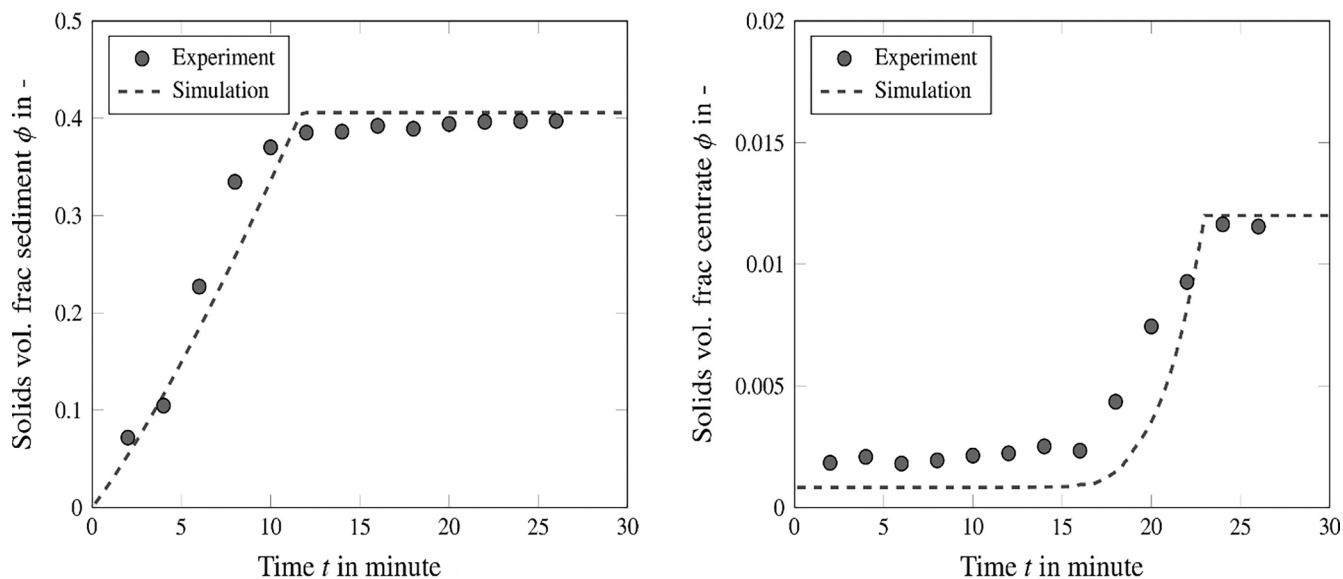 0.5
0.4
0.3
0.2
0.1
0
0 5 10 15 20 25 30
Solids vol. frac sediment ϕ in -
Time t in minute
Experiment
Simulation
0.02
0.015
0.01
0.005
0
0 5 10 15 20 25 30
Solids vol. frac centrate ϕ in -
Time t in minute
Experiment
Simulation